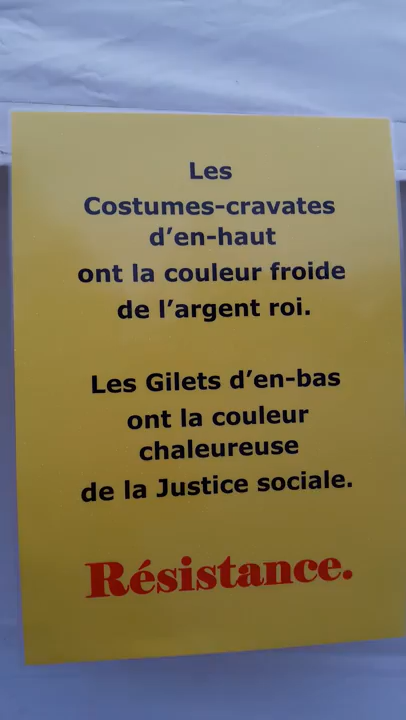 Les
Costumes-cravates
d'en-haut
ont la couleur froide
de l'argent roi.
Les Gilets d'en-bas
ont la couleur
chaleureuse
de la Justice sociale.
Résistance.